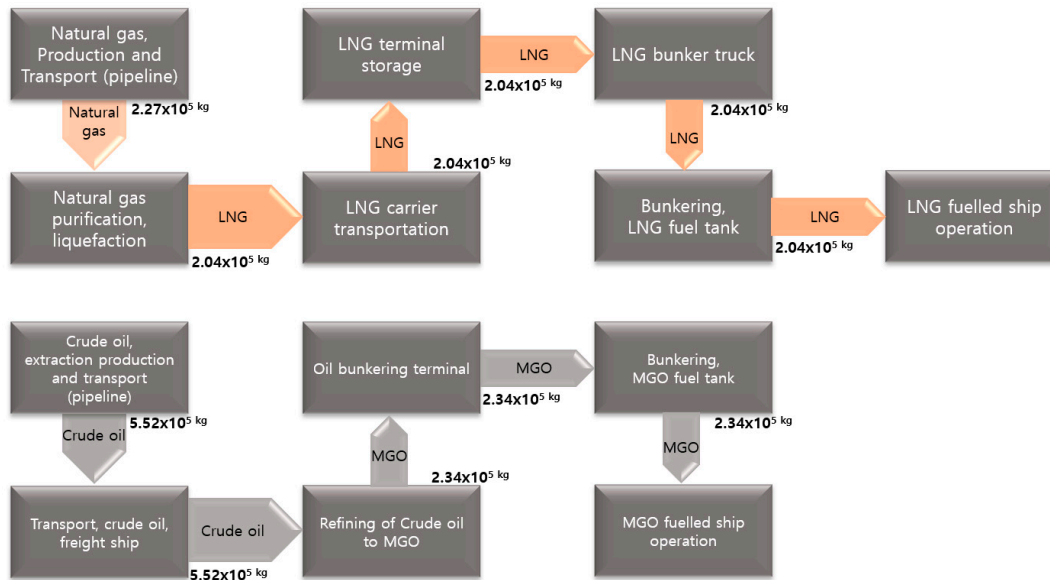 Natural gas,
Production and
Transport (pipeline)
2.27x10⁵ kg
Natural
gas
Natural gas
purification,
liquefaction
LNG
2.04x10⁵ kg
LNG carrier
transportation
2.04x10⁵ kg
LNG
LNG terminal
storage
LNG
2.04x10⁵ kg
LNG bunker truck
2.04x10⁵ kg
LNG
Bunkering,
LNG fuel tank
LNG
2.04x10⁵ kg
LNG fuelled ship
operation
Crude oil,
extraction production
and transport
(pipeline)
5.52x10⁵ kg
Crude oil
Transport, crude oil,
freight ship
Crude oil
5.52x10⁵ kg
Refining of Crude oil
to MGO
2.34x10⁵ kg
MGO
Oil bunkering terminal
MGO
2.34x10⁵ kg
Bunkering,
MGO fuel tank
2.34x10⁵ kg
MGO
MGO fuelled ship
operation